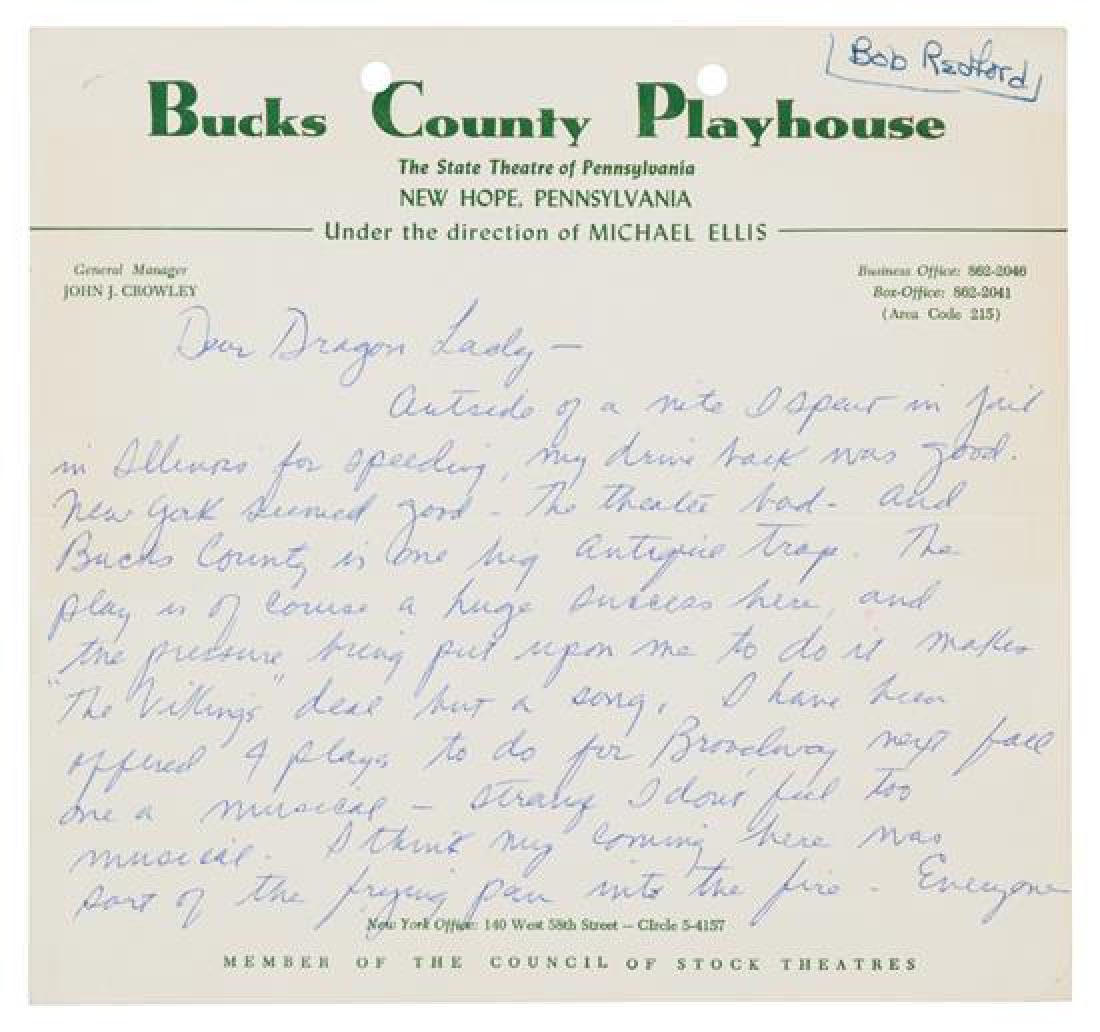 Bob Redford
Bucks County Playhouse
The State Theatre of Pennsylvania
NEW HOPE, PENNSYLVANIA
Under the direction of MICHAEL ELLIS
General Manager
JOHN J. CROWLEY
Business Office: 862-2046
Box-Office: 862-2041
(Area Code 215)
Dear Dragon Lady —
Outside of a nite I spent in jail
in Illinois for speeding, my drive back was good.
New York seemed good - The theatre bad - and
Bucks County is one big antique trap. The
play is of course a huge success here, and
the pressure being put upon me to do it makes
"The Vikings" deal but a song. I have been
offered 4 plays to do for Broadway next fall
one a musical — strange I don't feel too
musical. I think my coming here was
sort of the frying pan into the fire - Everyone
New York Office: 140 West 58th Street — CIrcle 5-4157
MEMBER OF THE COUNCIL OF STOCK THEATRES